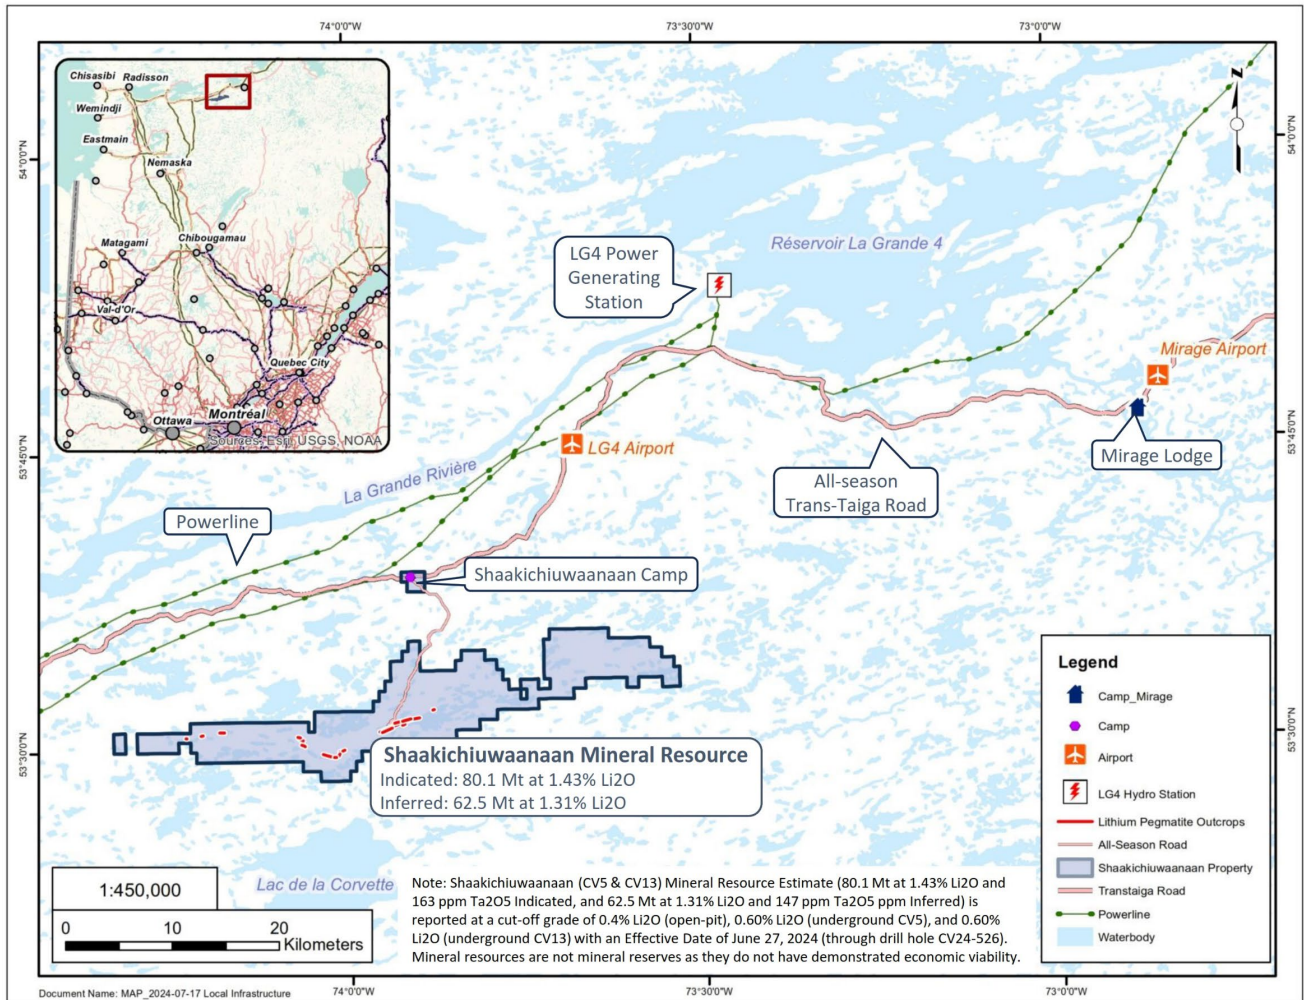 74°0'0"W
73°30'0"W
73°0'0"W
54°0'0"N
53°45'0"N
53°30'0"N
54°0'0"N
53°45'0"N
53°30'0"N
Chisasibi
Radisson
Wemindji
Eastmain
Nemaska
Matagami
Chibougamau
Val-d'Or
Quebec City
Montréal
Ottawa
Sources: Esri, USGS, NOAA
N
Réservoir La Grande 4
LG4 Power
Generating
Station
Mirage Airport
LG4 Airport
Mirage Lodge
All-season
Trans-Taiga Road
La Grande Rivière
Powerline
Shaakichiuwaanaan Camp
Shaakichiuwaanaan Mineral Resource
Indicated: 80.1 Mt at 1.43% Li2O
Inferred: 62.5 Mt at 1.31% Li2O
Legend
Camp_Mirage
Camp
Airport
LG4 Hydro Station
Lithium Pegmatite Outcrops
All-Season Road
Shaakichiuwaanaan Property
Transtaiga Road
Powerline
Waterbody
1:450,000
0 10 20
Kilometers
Lac de la Corvette
Note: Shaakichiuwaanaan (CV5 & CV13) Mineral Resource Estimate (80.1 Mt at 1.43% Li2O and
163 ppm Ta2O5 Indicated, and 62.5 Mt at 1.31% Li2O and 147 ppm Ta2O5 ppm Inferred) is
reported at a cut-off grade of 0.4% Li2O (open-pit), 0.60% Li2O (underground CV5), and 0.60%
Li2O (underground CV13) with an Effective Date of June 27, 2024 (through drill hole CV24-526).
Mineral resources are not mineral reserves as they do not have demonstrated economic viability.
Document Name: MAP_2024-07-17 Local Infrastructure
74°0'0"W
73°30'0"W
73°0'0"W